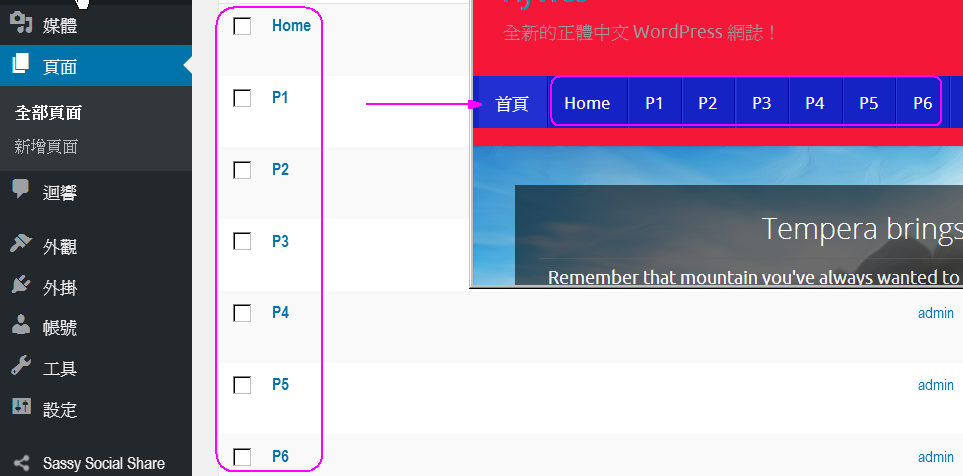 媒體
頁面
全部頁面
新增頁面
迴響
外觀
外掛
帳號
工具
設定
Sassy Social Share
Home
P1
P2
P3
P4
P5
P6
全新的正體中文 WordPress 網誌！
首頁 Home P1 P2 P3 P4 P5 P6
Tempera brings
Remember that mountain you've always wanted to
admin
admin
admin